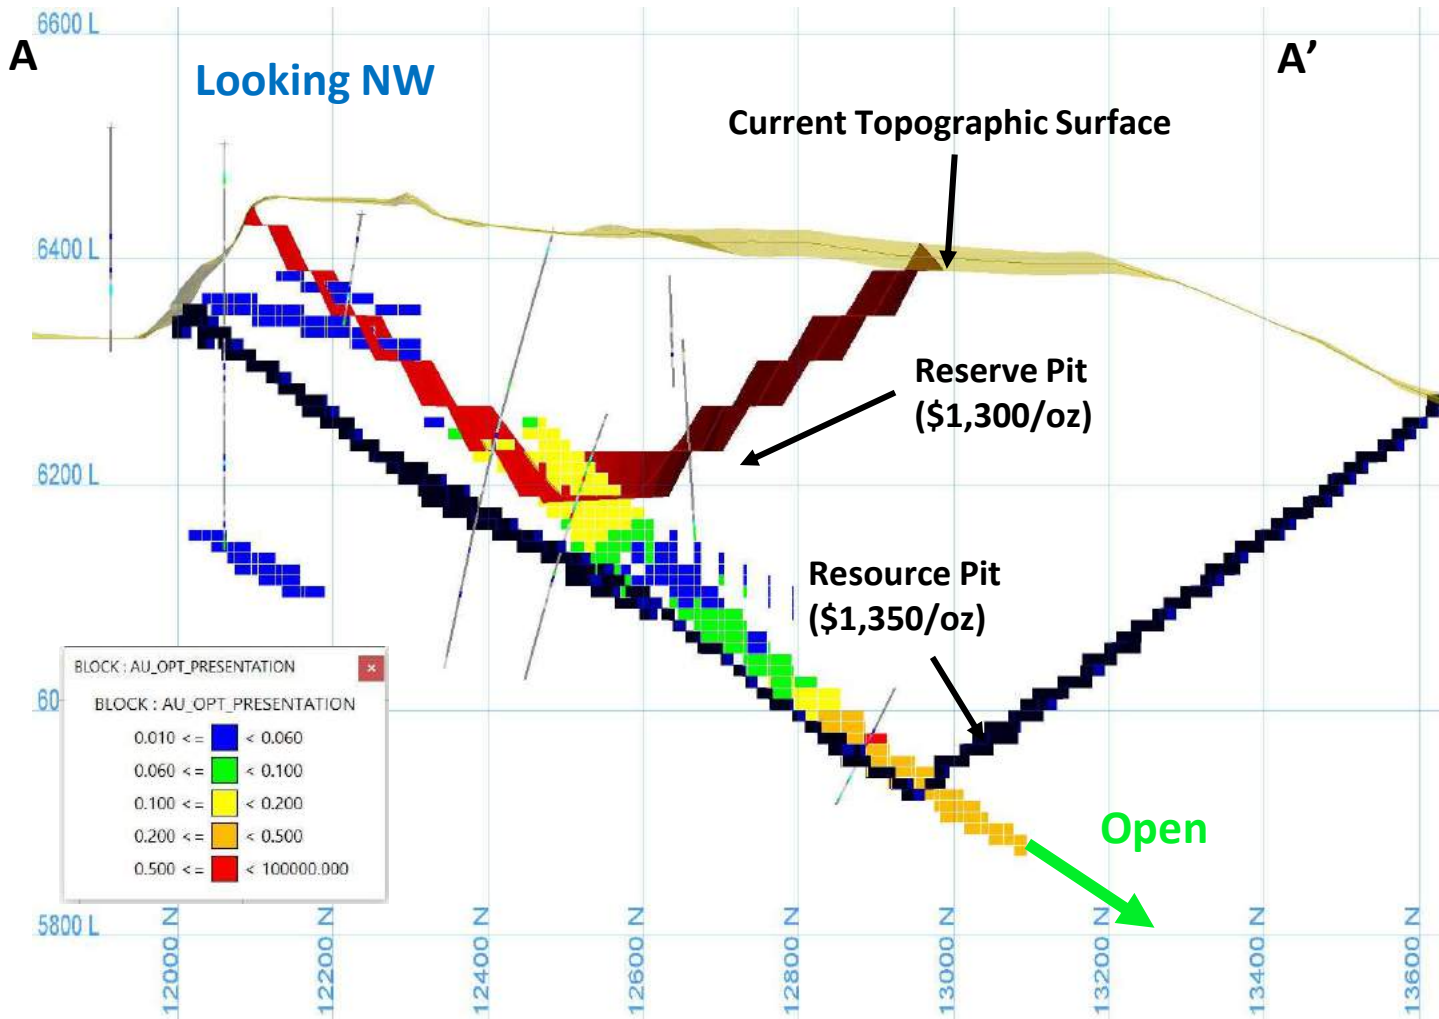 6600 L
A
A’
Looking NW
Current Topographic Surface
6400 L
Reserve Pit
($1,300/oz)
6200 L
Resource Pit
($1,350/oz)
BLOCK : AU_OPT_PRESENTATION
×
60
BLOCK : AU_OPT_PRESENTATION
0.010 <= < 0.060
0.060 <= < 0.100
0.100 <= < 0.200
0.200 <= < 0.500
0.500 <= < 100000.000
Open
5800 L
12000 N
12200 N
12400 N
12600 N
12800 N
13000 N
13200 N
13400 N
13600 N